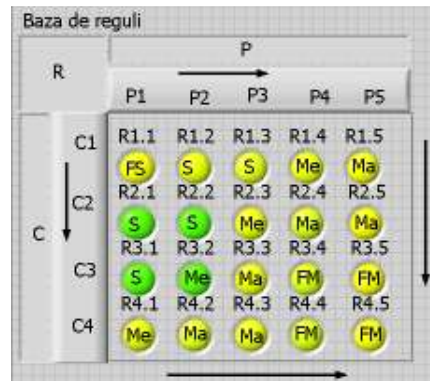 Baza de reguli
P
R
P1 P2 P3 P4 P5
C1 R1.1 R1.2 R1.3 R1.4 R1.5
FS S S Me Ma
C2 R2.1 R2.2 R2.3 R2.4 R2.5
S S Me Ma Ma
C
R3.1 R3.2 R3.3 R3.4 R3.5
C3 S Me Ma FM FM
R4.1 R4.2 R4.3 R4.4 R4.5
C4 Me Ma Ma FM FM